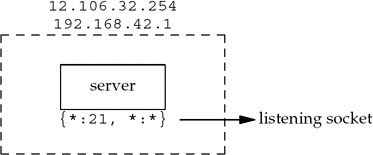 12.106.32.254
192.168.42.1
server
{*:21, *:*}
listening socket